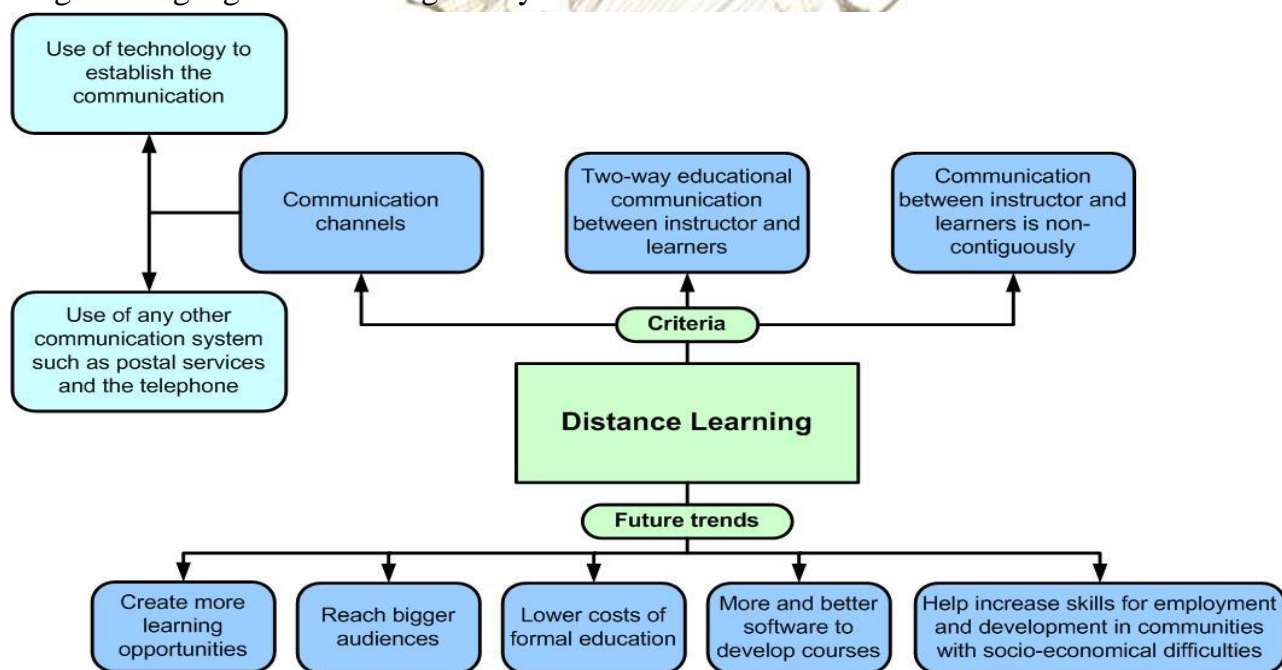 Use of technology to
establish the
communication
Communication
channels
Two-way educational
communication
between instructor and
learners
Communication
between instructor and
learners is non-
contiguously
Use of any other
communication system
such as postal services
and the telephone
Criteria
Distance Learning
Future trends
Create more
learning
opportunities
Reach bigger
audiences
Lower costs of
formal education
More and better
software to
develop courses
Help increase skills for employment
and development in communities
with socio-economical difficulties